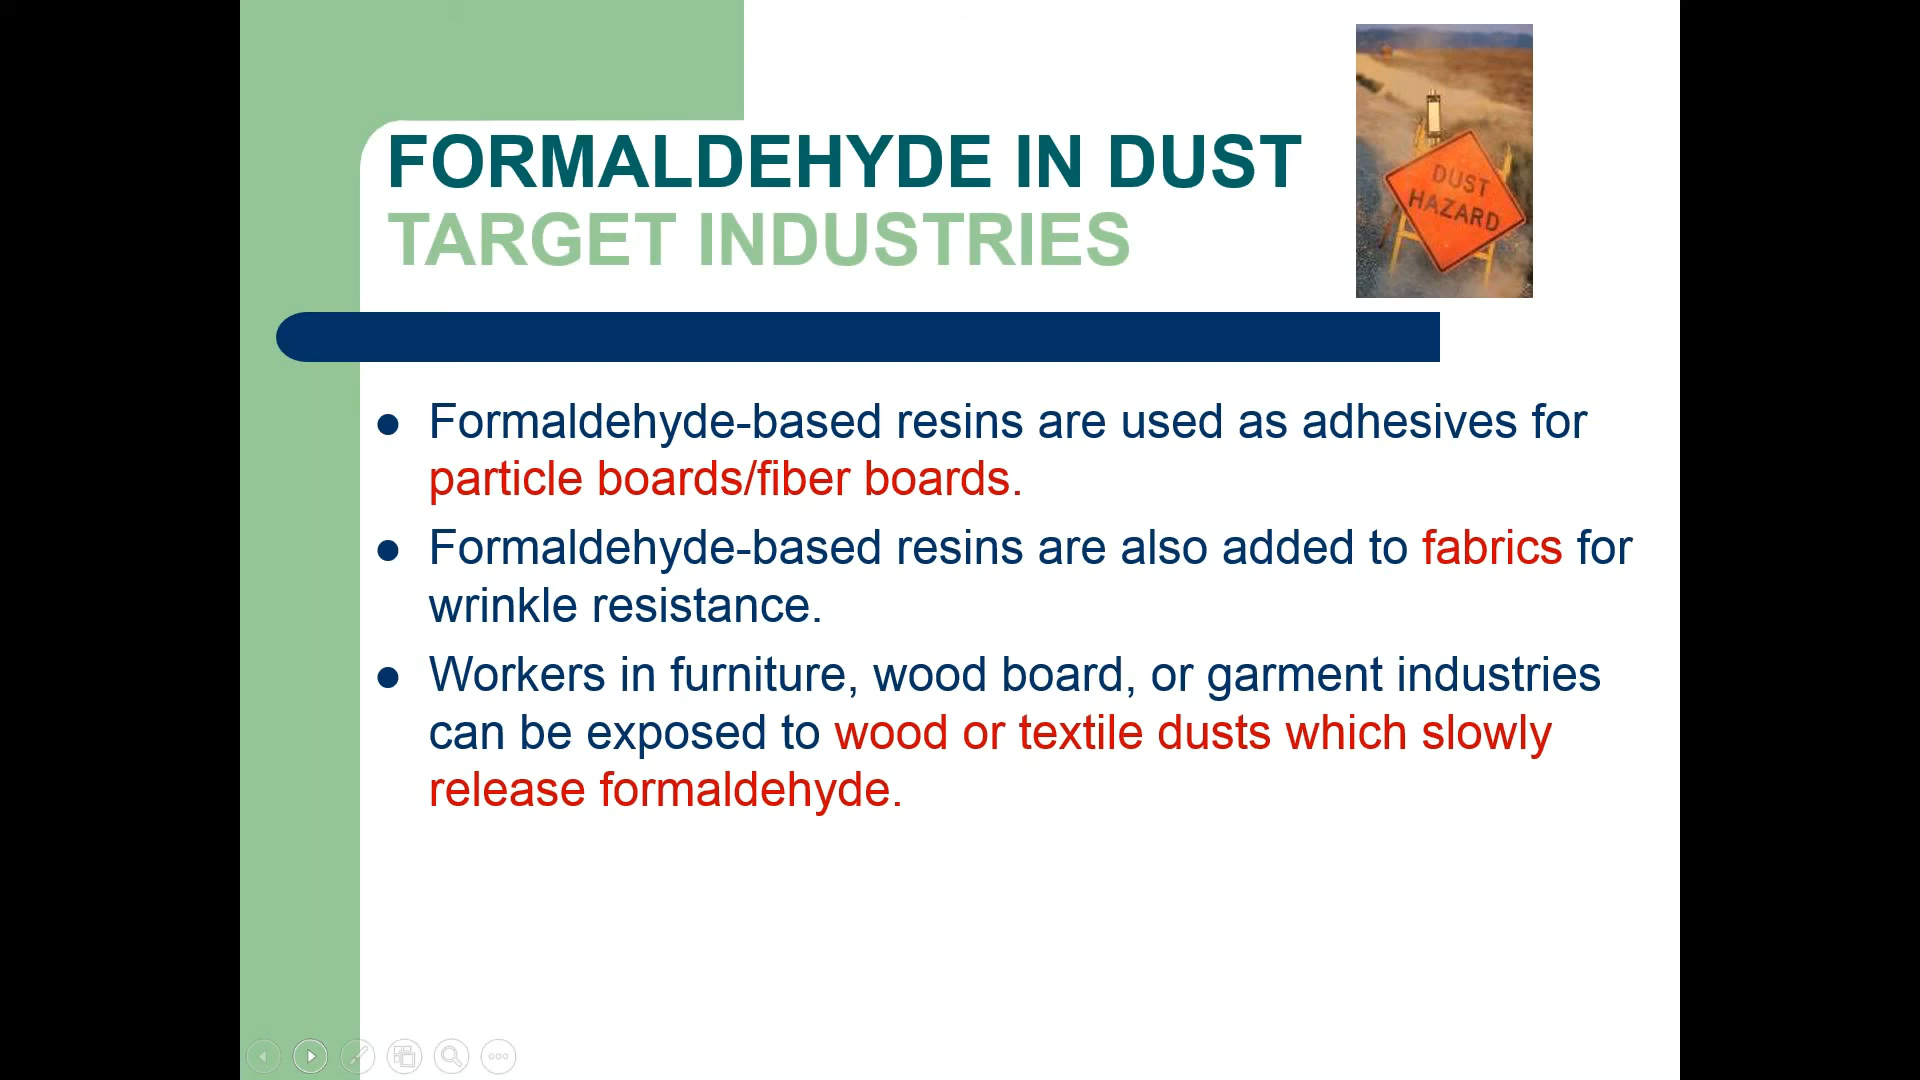 FORMALDEHYDE IN DUST
TARGET INDUSTRIES
DUST
HAZARD
● Formaldehyde-based resins are used as adhesives for
particle boards/fiber boards.
● Formaldehyde-based resins are also added to fabrics for
wrinkle resistance.
● Workers in furniture, wood board, or garment industries
can be exposed to wood or textile dusts which slowly
release formaldehyde.